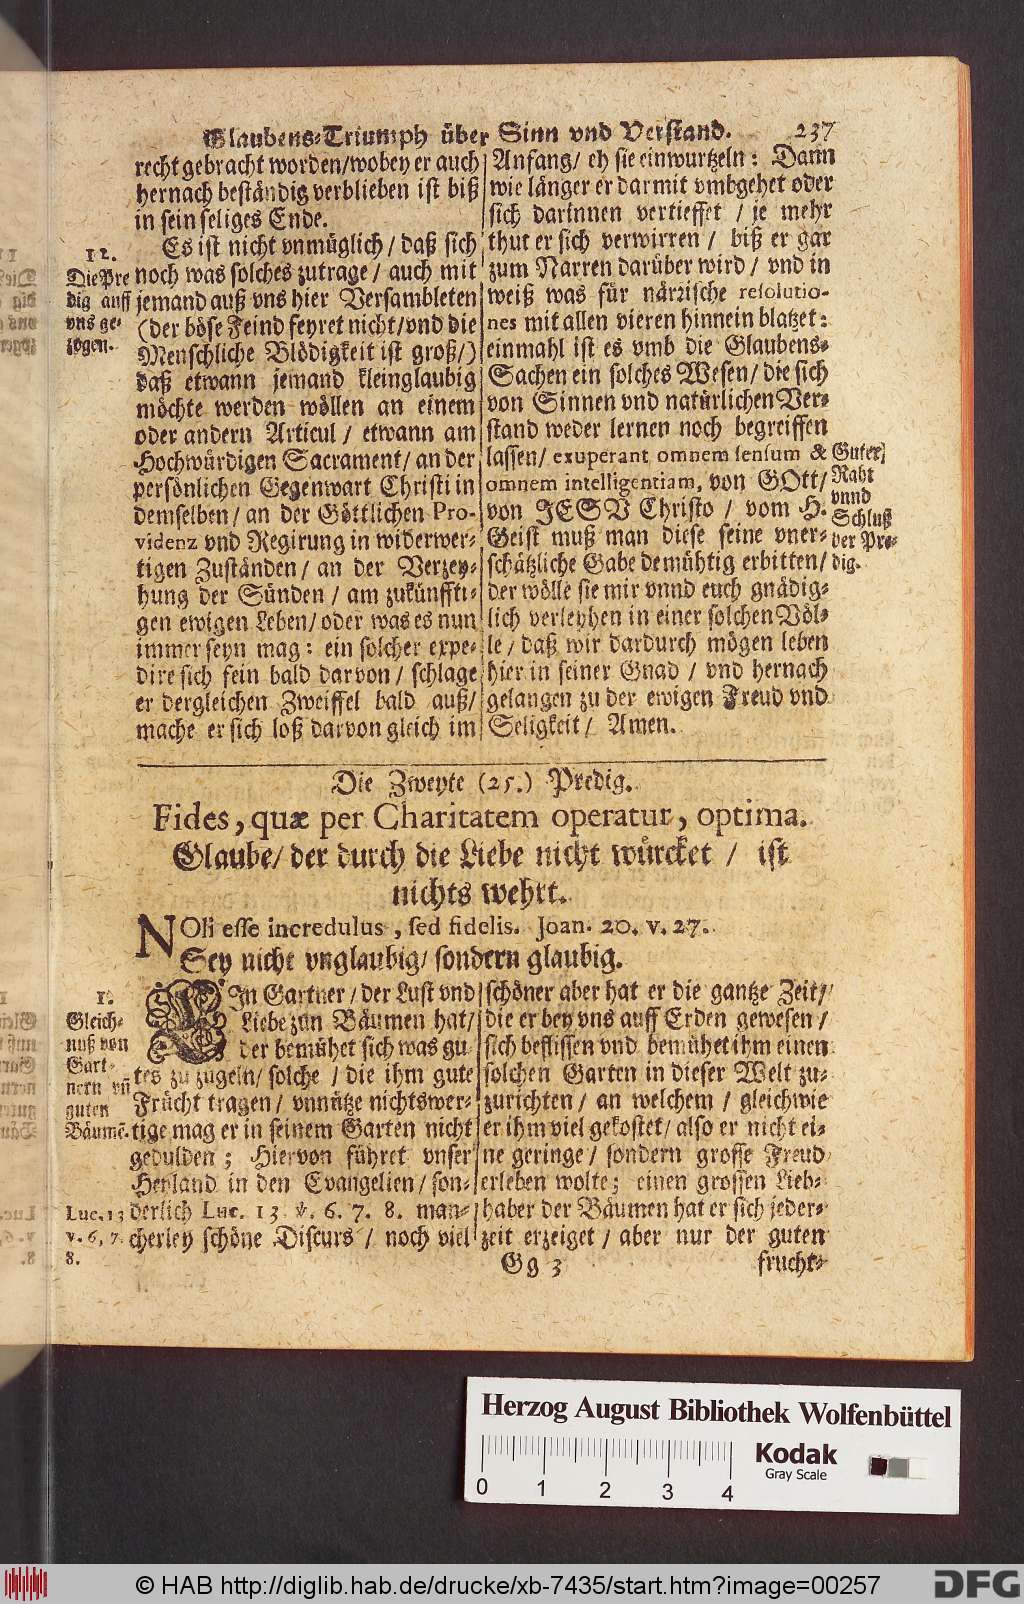 Glaubens-Triumph über Sinn vnd Verstand. 237
recht gebracht worden/wobey er auch
hernach beständig verblieben ist biß
in sein seliges Ende.
12.
Die Pre
dig auff
vns ge-
zogen.
Es ist nicht vnmüglich/ daß sich
noch was solches zutrage/ auch mit
jemand auß vns hier Versambleten
(der böse Feind feyret nicht/vnd die
Menschliche Blödigkeit ist groß/)
daß etwann jemand kleinglaubig
möchte werden wöllen an einem
oder andern Articul/ etwann am
Hochwürdigen Sacrament/ an der
persönlichen Gegenwart Christi in
demselben/ an der Göttlichen Pro-
videnz vnd Regirung in widerwer-
tigen Zuständen/ an der Verzey-
hung der Sünden/ am zukünffti-
gen ewigen Leben/ oder was es nun
immer seyn mag: ein solcher expe-
dire sich fein bald darvon/ schlage
er dergleichen Zweiffel bald auß/
mache er sich loß darvon gleich im
Anfang/ eh sie einwurtzeln: Dann
wie länger er darmit vmbgehet oder
sich darinnen vertieffet / je mehr
thut er sich verwirren / biß er gar
zum Narren darüber wird/ vnd in
weiß was für närrische resolutio-
nes mit allen vieren hinnein blatzet:
einmahl ist es vmb die Glaubens-
Sachen ein solches Wesen/ die sich
von Sinnen vnd natürlichen Ver-
stand weder lernen noch begreiffen
lassen/ exuperant omnem sensum &
omnem intelligentiam, von GOtt/
von JESV Christo / vom H.
Geist muß man diese seine vner-
schätzliche Gabe demühtig erbitten/
der wölle sie mir vnnd euch gnädig-
lich verleyhen in einer solchen Völ-
le/ daß wir dardurch mögen leben
hier in seiner Gnad / vnd hernach
gelangen zu der ewigen Freud vnd
Seligkeit/ Amen.
Guter
Raht
vnnd
Schluß
der Pre-
dig.
Die Zweyte (25.) Predig.
Fides, quæ per Charitatem operatur, optima.
Glaube/ der durch die Liebe nicht würcket / ist
nichts wehrt.
NOli esse incredulus, sed fidelis. Joan. 20. v. 27.
Sey nicht vnglaubig/ sondern glaubig.
1.
Gleich-
nuß von
Gart-
nern vñ
guten
Bäumē.
EIn Gartner/ der Lust vnd
Liebe zun Bäumen hat/
der bemühet sich was gu
tes zu zügeln/ solche / die ihm gute
Frücht tragen/ vnnütze nichtswer-
tige mag er in seinem Garten nicht
gedulden; Hiervon führet vnser
Heyland in den Evangelien/ son-
derlich Luc. 13 v. 6. 7. 8. man-
cherley schöne Discurs / noch viel
Luc. 13
v. 6, 7.
8.
schöner aber hat er die gantze Zeit/
die er bey vns auff Erden gewesen /
sich beflissen vnd bemühet ihm einen
solchen Garten in dieser Welt zu-
zurichten / an welchem / gleichwie
er ihm viel gekostet/ also er nicht ei-
ne geringe/ sondern grosse Freud
erleben wolte; einen grossen Lieb-
haber der Bäumen hat er sich jeder-
zeit erzeiget / aber nur der guten
Gg 3
frucht-
Herzog August Bibliothek Wolfenbüttel
Kodak
Gray Scale
0 1 2 3 4
© HAB http://diglib.hab.de/drucke/xb-7435/start.htm?image=00257
DFG